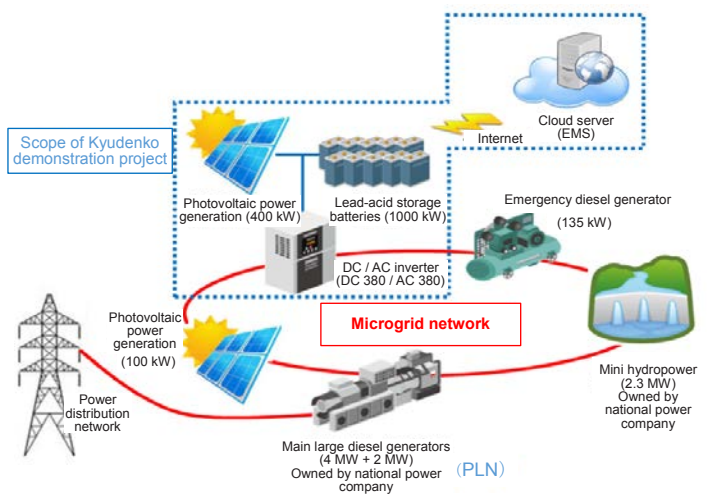 Scope of Kyudenko
demonstration project
Cloud server
(EMS)
Internet
Photovoltaic power
generation (400 kW)
Lead-acid storage
batteries (1000 kW)
Emergency diesel generator
(135 kW)
DC / AC inverter
(DC 380 / AC 380)
Photovoltaic
power
generation
(100 kW)
Microgrid network
Mini hydropower
(2.3 MW)
Owned by
national power
company
Power
distribution
network
Main large diesel generators
(4 MW + 2 MW)
Owned by national power
company
(PLN)